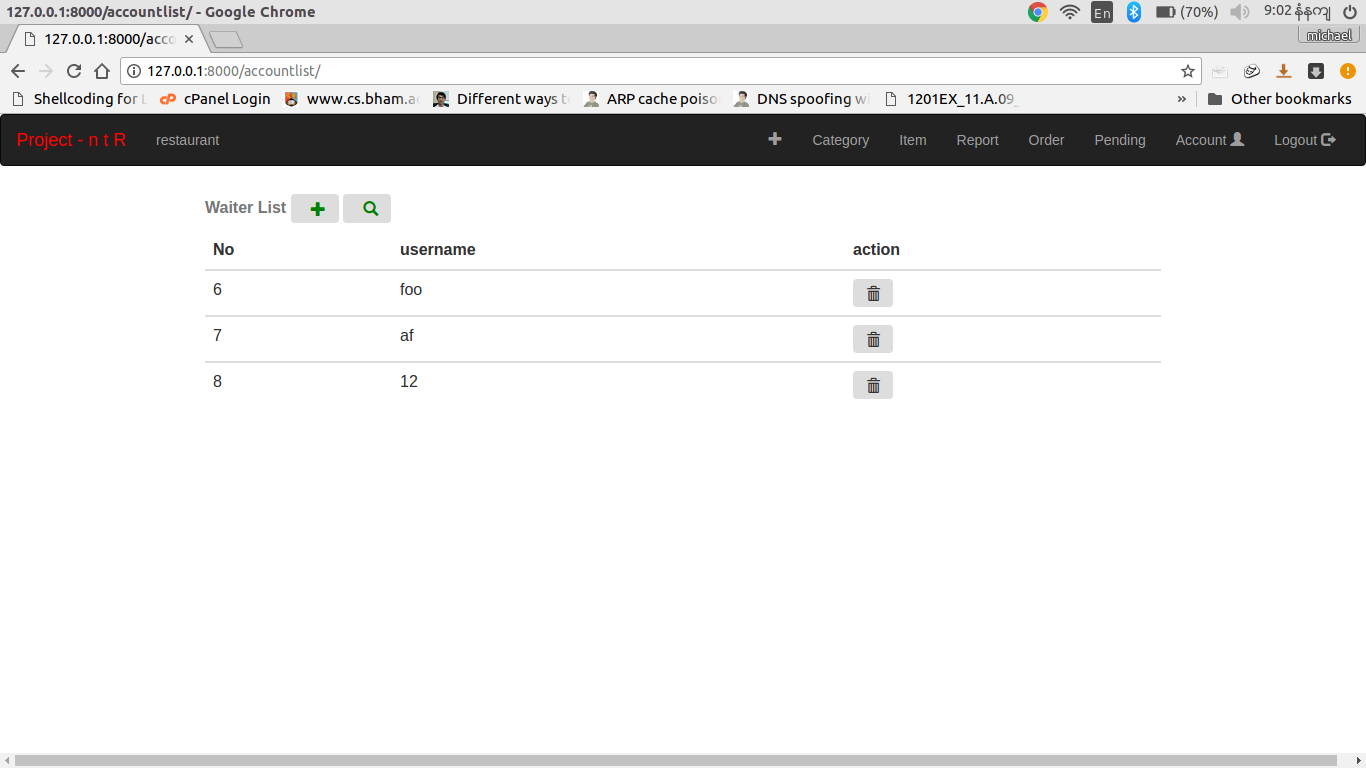 127.0.0.1:8000/accountlist/ - Google Chrome
En (70%) 9:02 နံနက်
127.0.0.1:8000/acco
michael
127.0.0.1:8000/accountlist/
Shellcoding for L cPanel Login www.cs.bham.ac Different ways to ARP cache poiso DNS spoofing wi 1201EX_11.A.09_ » Other bookmarks
Project - n t R restaurant Category Item Report Order Pending Account Logout
Waiter List
No username action
6 foo
7 af
8 12